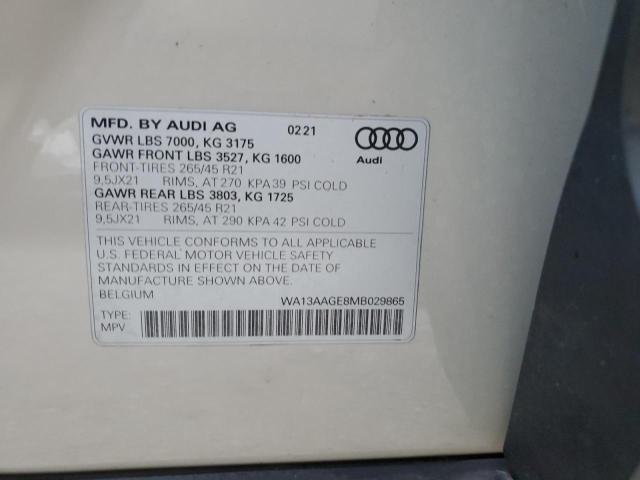 MFD. BY AUDI AG 02 21
GVWR LBS 7000, KG 3175
GAWR FRONT LBS 3527, KG 1600
FRONT-TIRES 265/45 R21
9,5JX21 RIMS, AT 270 KPA 39 PSI COLD
GAWR REAR LBS 3803, KG 1725
REAR-TIRES 265/45 R21
9,5JX21 RIMS, AT 290 KPA 42 PSI COLD
Audi
THIS VEHICLE CONFORMS TO ALL APPLICABLE
U.S. FEDERAL MOTOR VEHICLE SAFETY
STANDARDS IN EFFECT ON THE DATE OF
MANUFACTURE SHOWN ABOVE.
BELGIUM WA13AAGE8MB029865
TYPE:
MPV